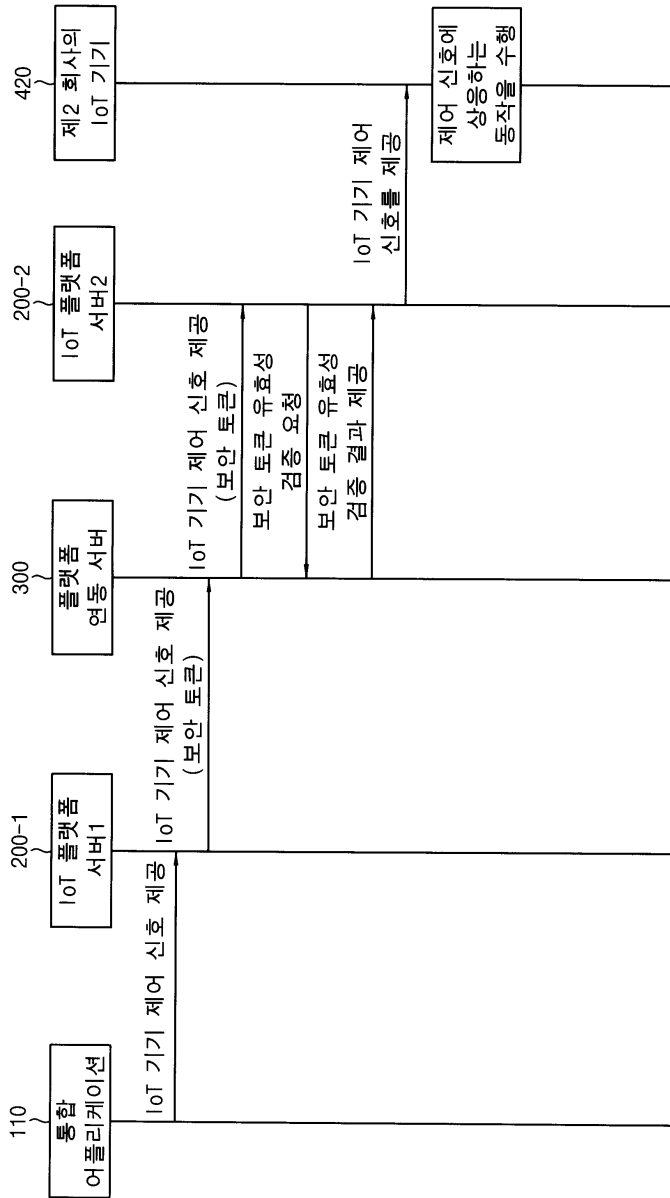 110
통합
어플리케이션
200-1
IoT 플랫폼
서버1
300
플랫폼
연동 서버
200-2
IoT 플랫폼
서버2
420
제2 회사의
IoT 기기
IoT 기기 제어 신호 제공
IoT 기기 제어 신호 제공
(보안 토큰)
IoT 기기 제어 신호 제공
(보안 토큰)
보안 토큰 유효성
검증 요청
보안 토큰 유효성
검증 결과 제공
IoT 기기 제어
신호를 제공
제어 신호에
상응하는
동작을 수행